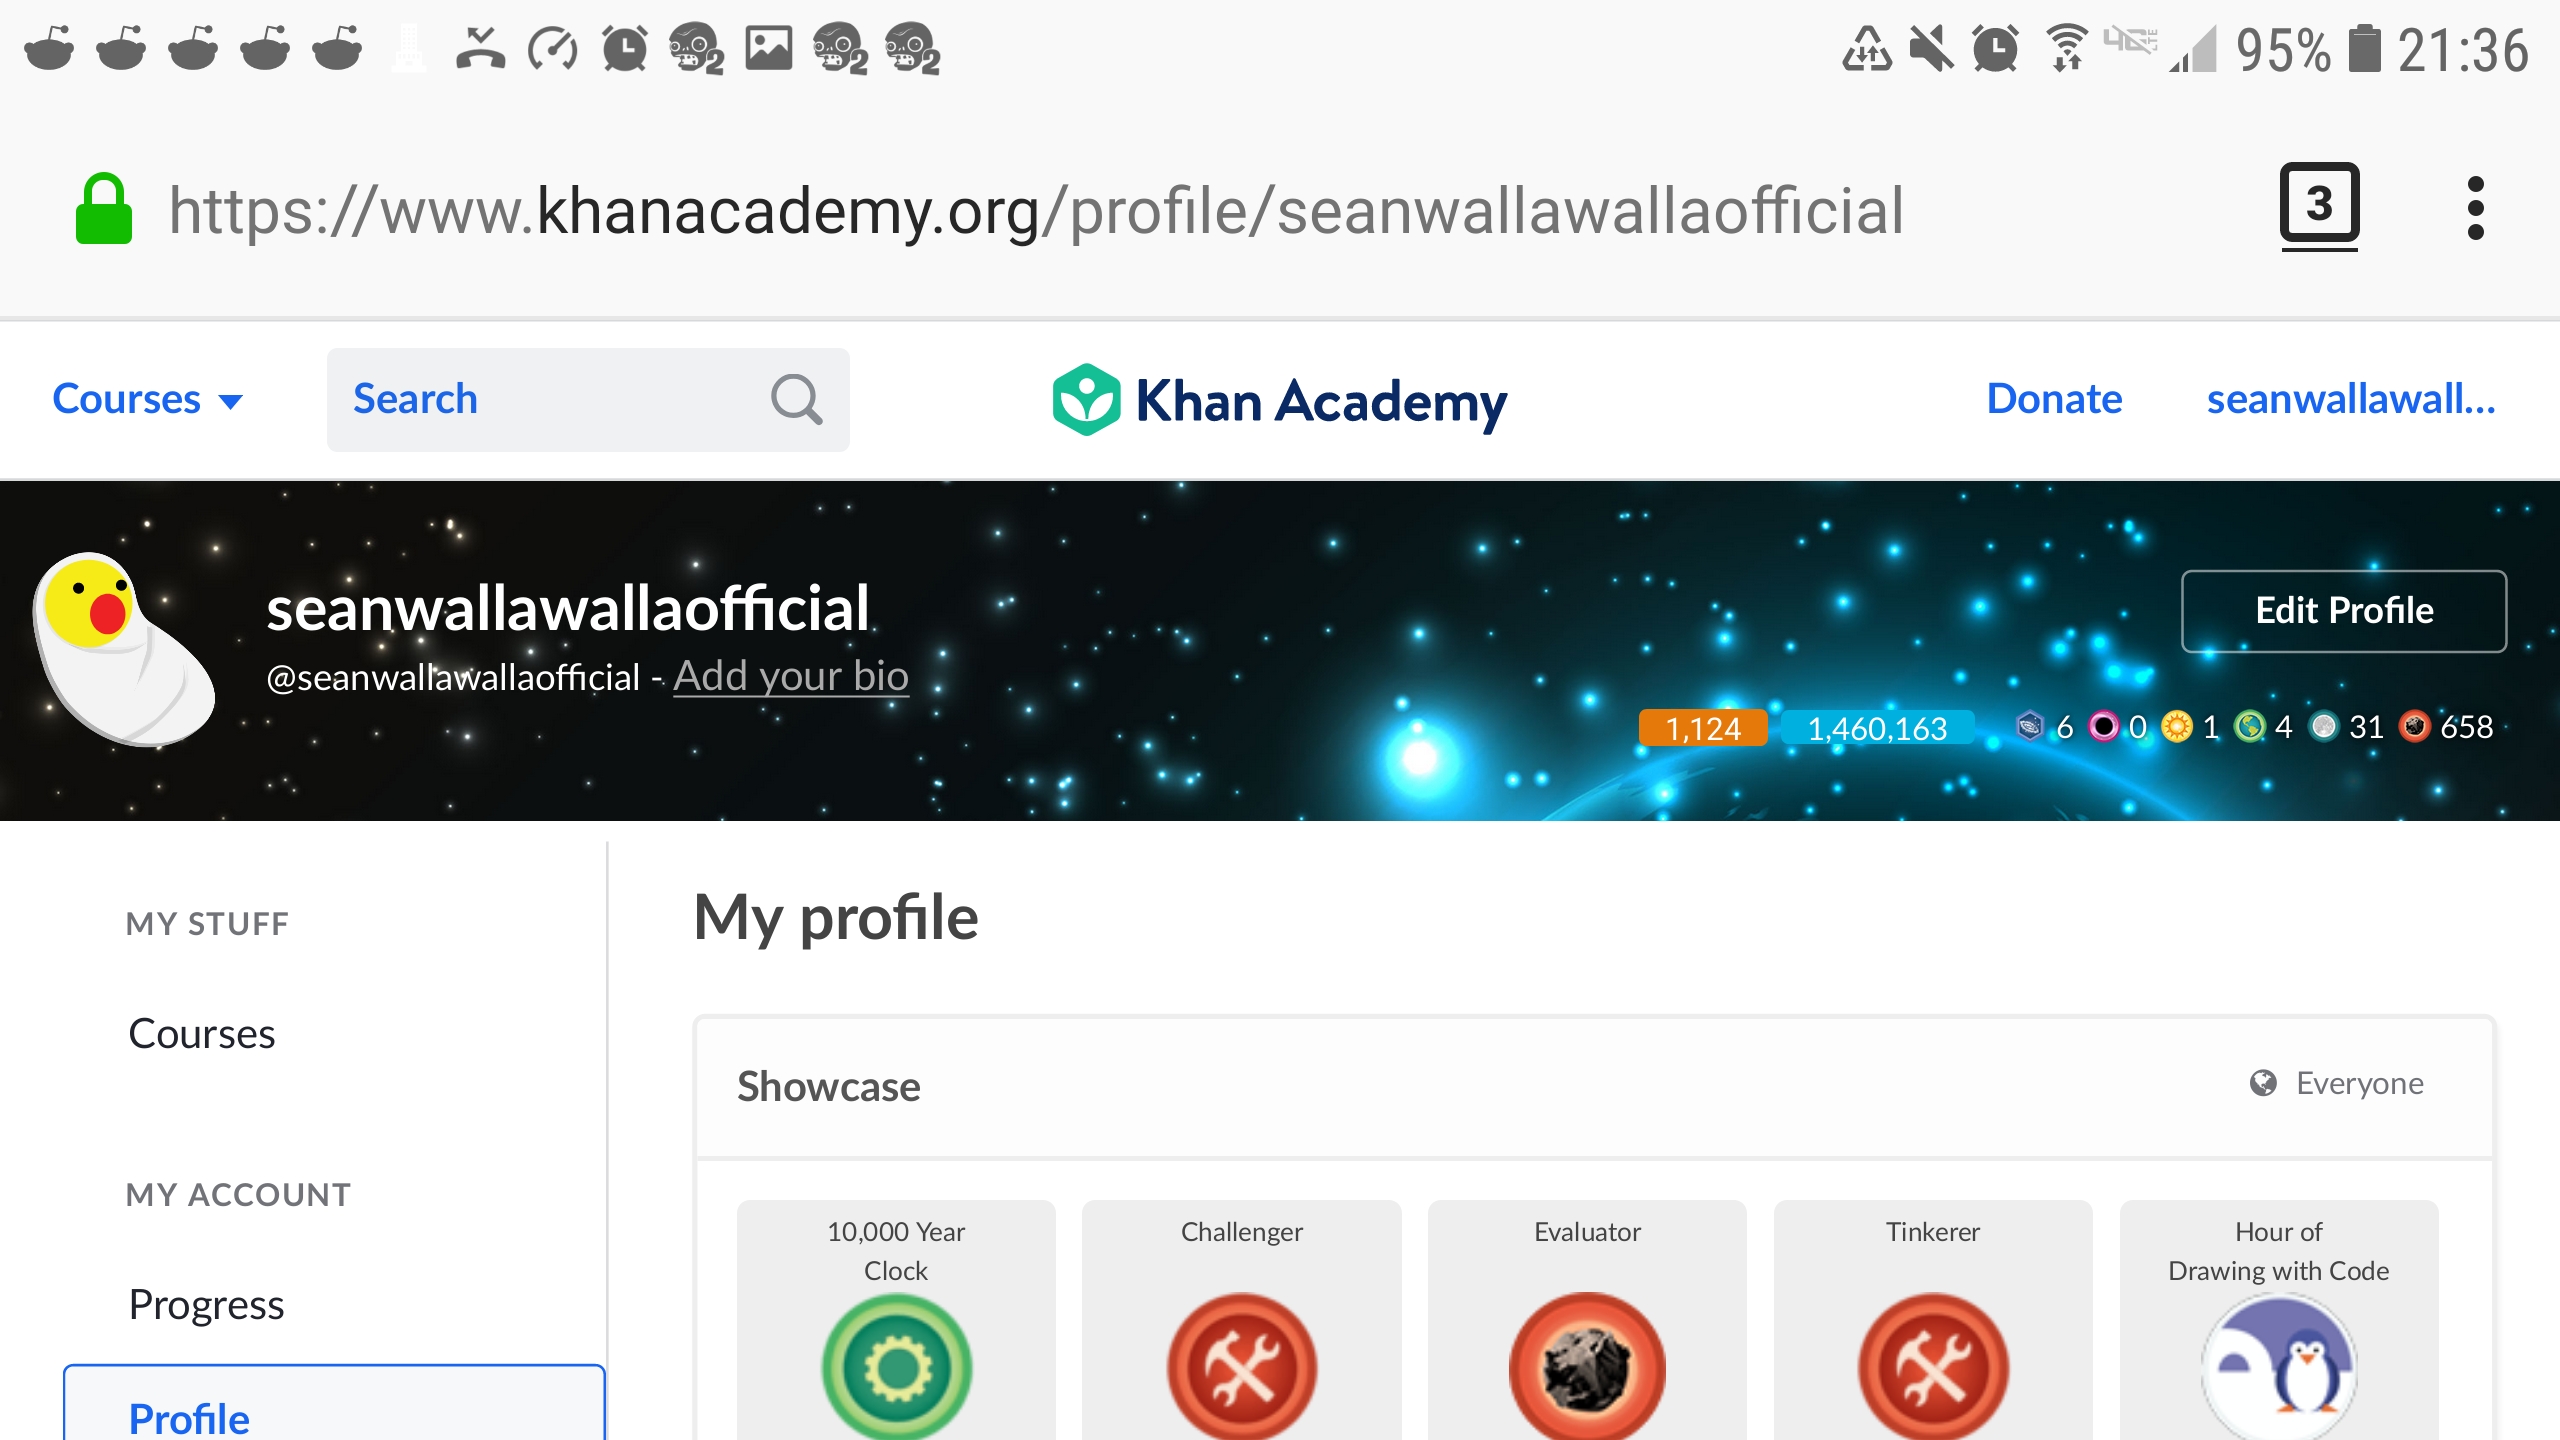 95% 21:36
https://www.khanacademy.org/profile/seanwallawallaofficial 3
Courses Search Khan Academy Donate seanwallawall...
seanwallawallaofficial
@seanwallawallaofficial - Add your bio
Edit Profile
1,124 1,460,163 6 0 1 4 31 658
MY STUFF
Courses
MY ACCOUNT
Progress
Profile
My profile
Showcase Everyone
10,000 Year
Clock
Challenger
Evaluator
Tinkerer
Hour of
Drawing with Code